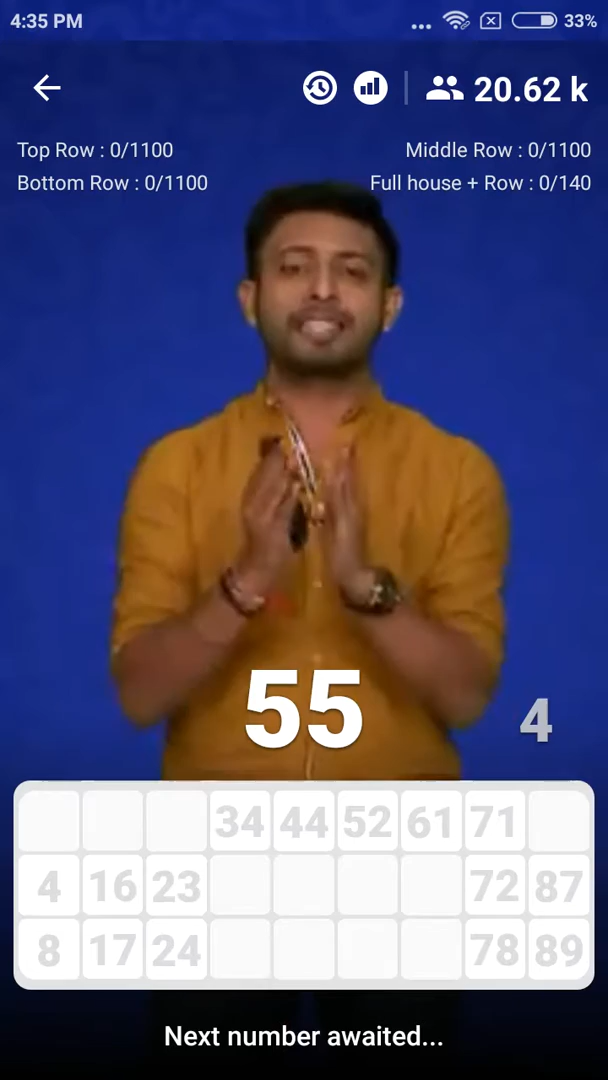 4:35 PM ... 33%
20.62 k
Top Row : 0/1100 Middle Row : 0/1100
Bottom Row : 0/1100 Full house + Row : 0/140
55 4
34 44 52 61 71
4 16 23 72 87
8 17 24 78 89
Next number awaited...